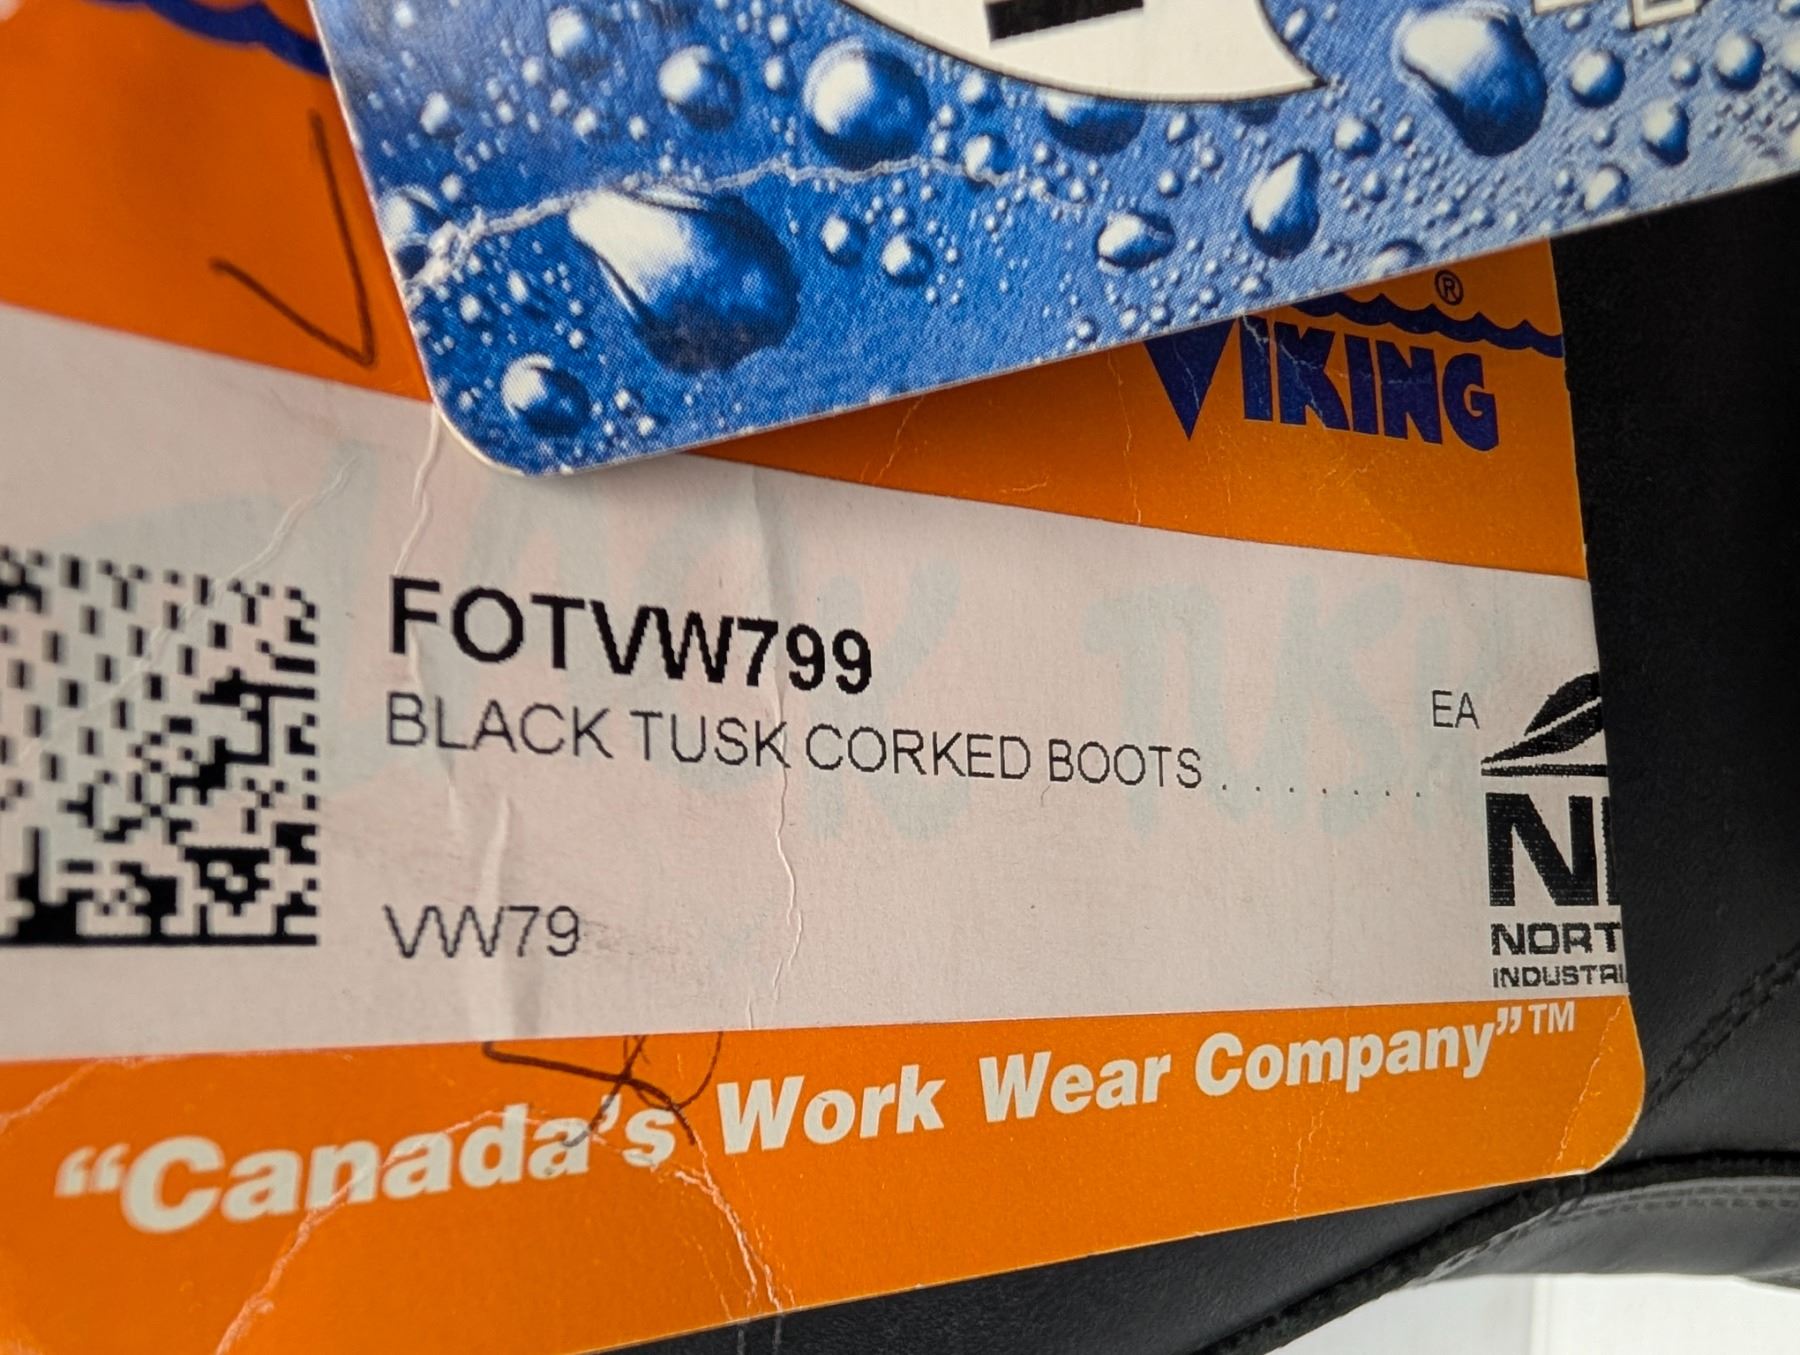 VIKING®
FOTVW799
BLACK TUSK CORKED BOOTS ........ EA
VW79
NORT
INDUSTRI
“Canada’s Work Wear Company”™